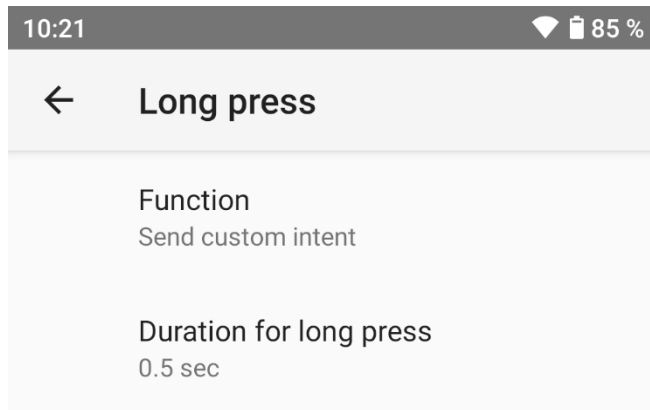 10:21 85 %
Long press
Function
Send custom intent
Duration for long press
0.5 sec